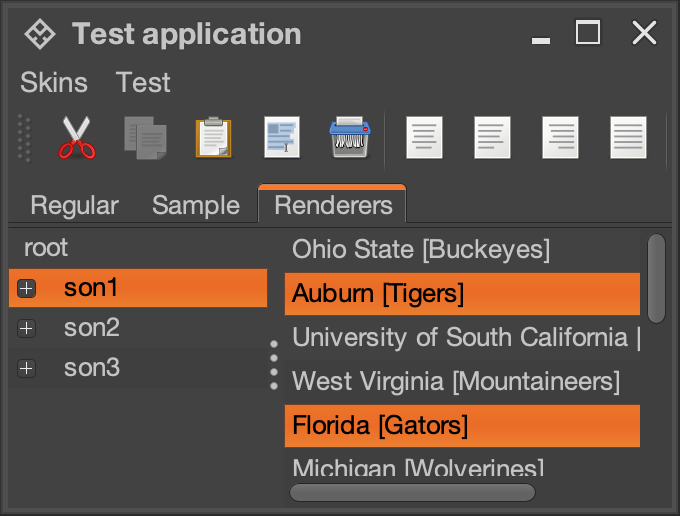 Test application
Skins Test
Regular Sample Renderers
root
son1
son2
son3
Ohio State [Buckeyes]
Auburn [Tigers]
University of South California [
West Virginia [Mountaineers]
Florida [Gators]
Michigan [Wolverines]